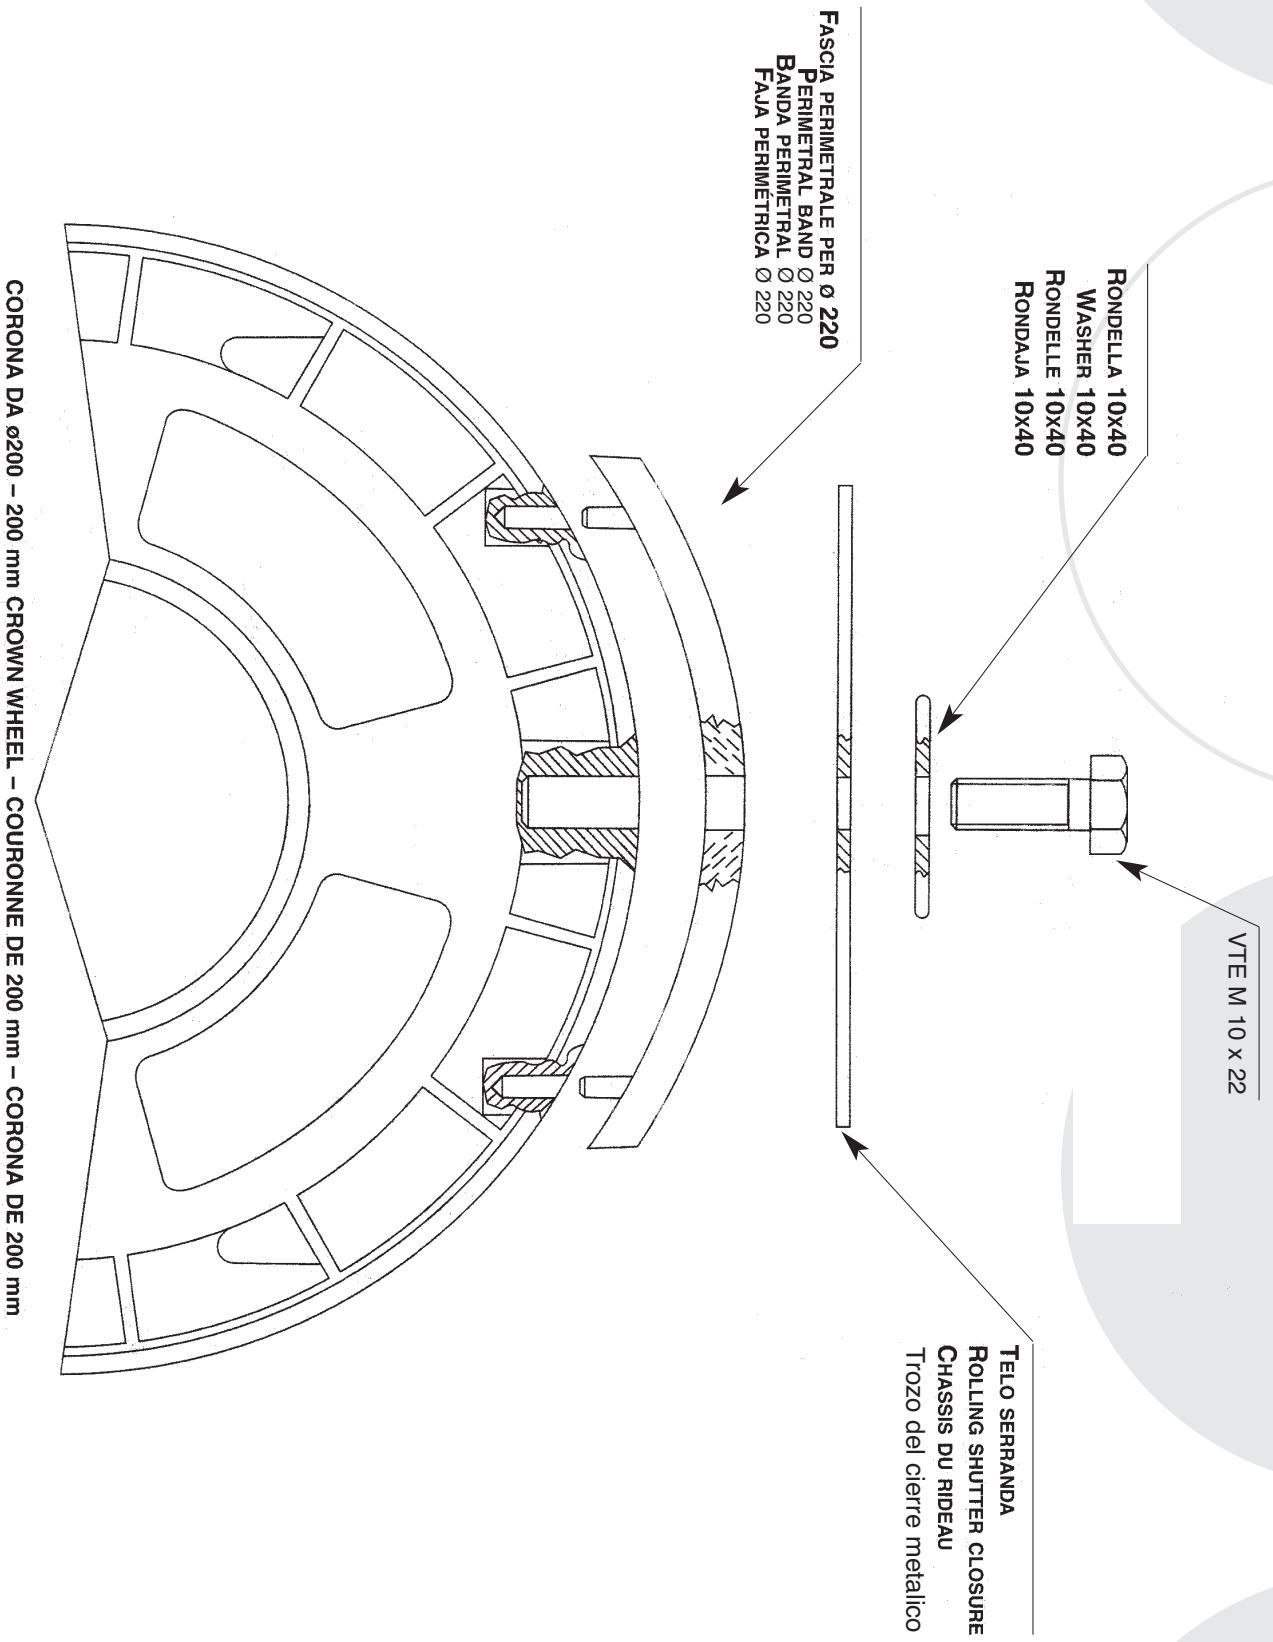 VTE M 10 x 22
RONDELLA 10x40
WASHER 10x40
RONDELLE 10x40
RONDAJA 10x40
TELO SERRANDA
ROLLING SHUTTER CLOSURE
CHASSIS DU RIDEAU
Trozo del cierre metalico
FASCIA PERIMETRALE PER ø 220
PERIMETRAL BAND Ø 220
BANDA PERIMETRAL Ø 220
FAJA PERIMÉTRICA Ø 220
CORONA DA ø200 – 200 mm CROWN WHEEL – COURONNE DE 200 mm – CORONA DE 200 mm